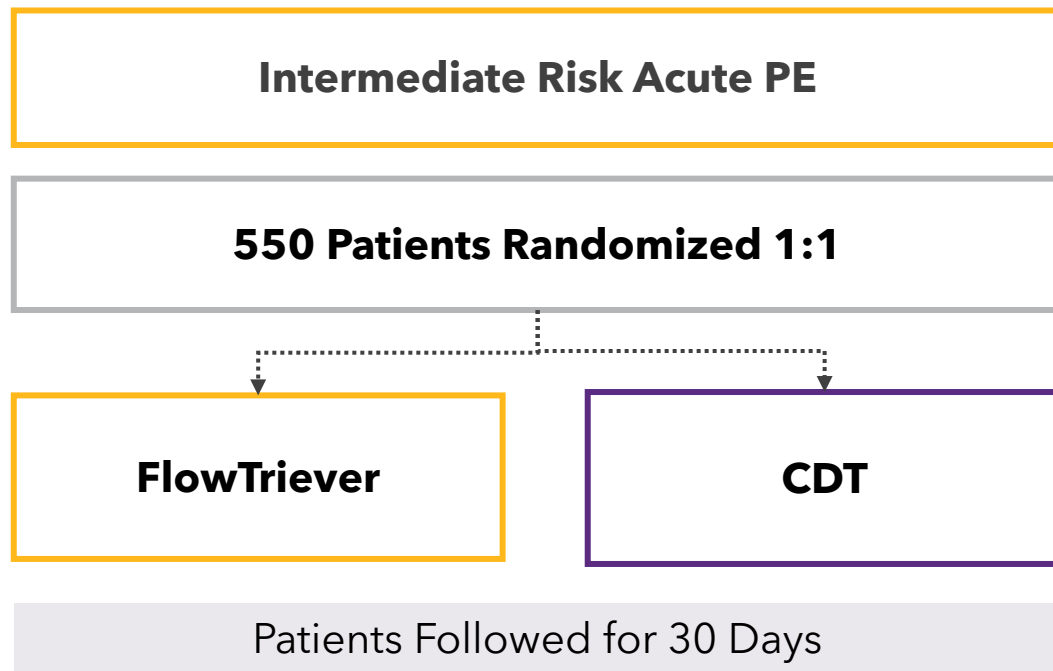 Intermediate Risk Acute PE
550 Patients Randomized 1:1
FlowTriever
CDT
Patients Followed for 30 Days